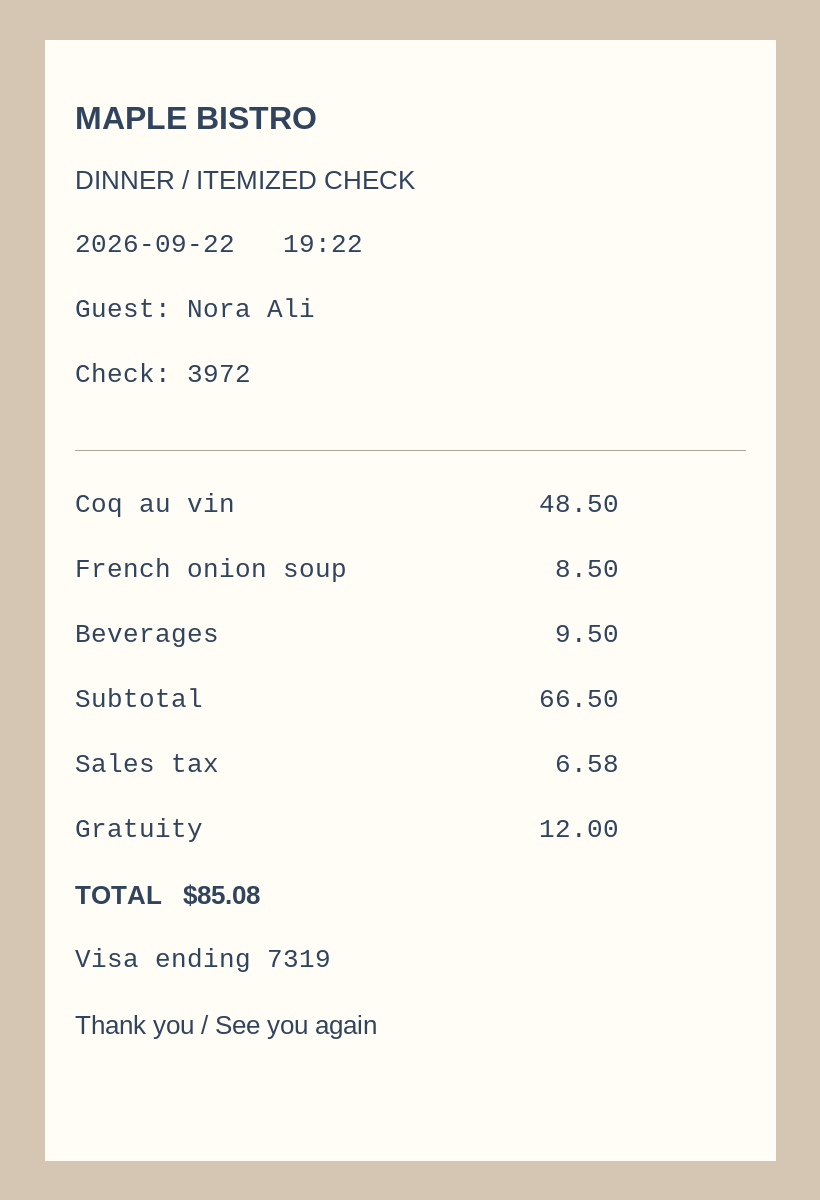 MAPLE BISTRO
DINNER / ITEMIZED CHECK
2026-09-22 19:22
Guest: Nora Ali
Check: 3972
Coq au vin 48.50
French onion soup 8.50
Beverages 9.50
Subtotal 66.50
Sales tax 6.58
Gratuity 12.00
TOTAL $85.08
Visa ending 7319
Thank you / See you again